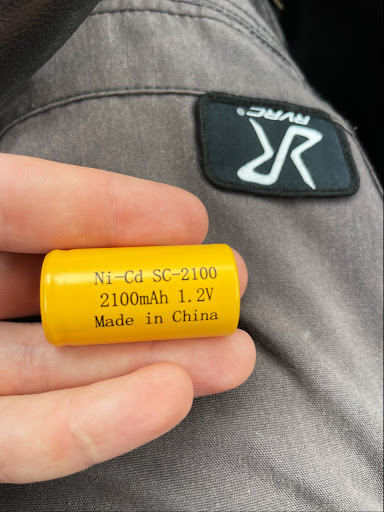 RVRC®
Ni-Cd SC-2100
2100mAh 1.2V
Made in China